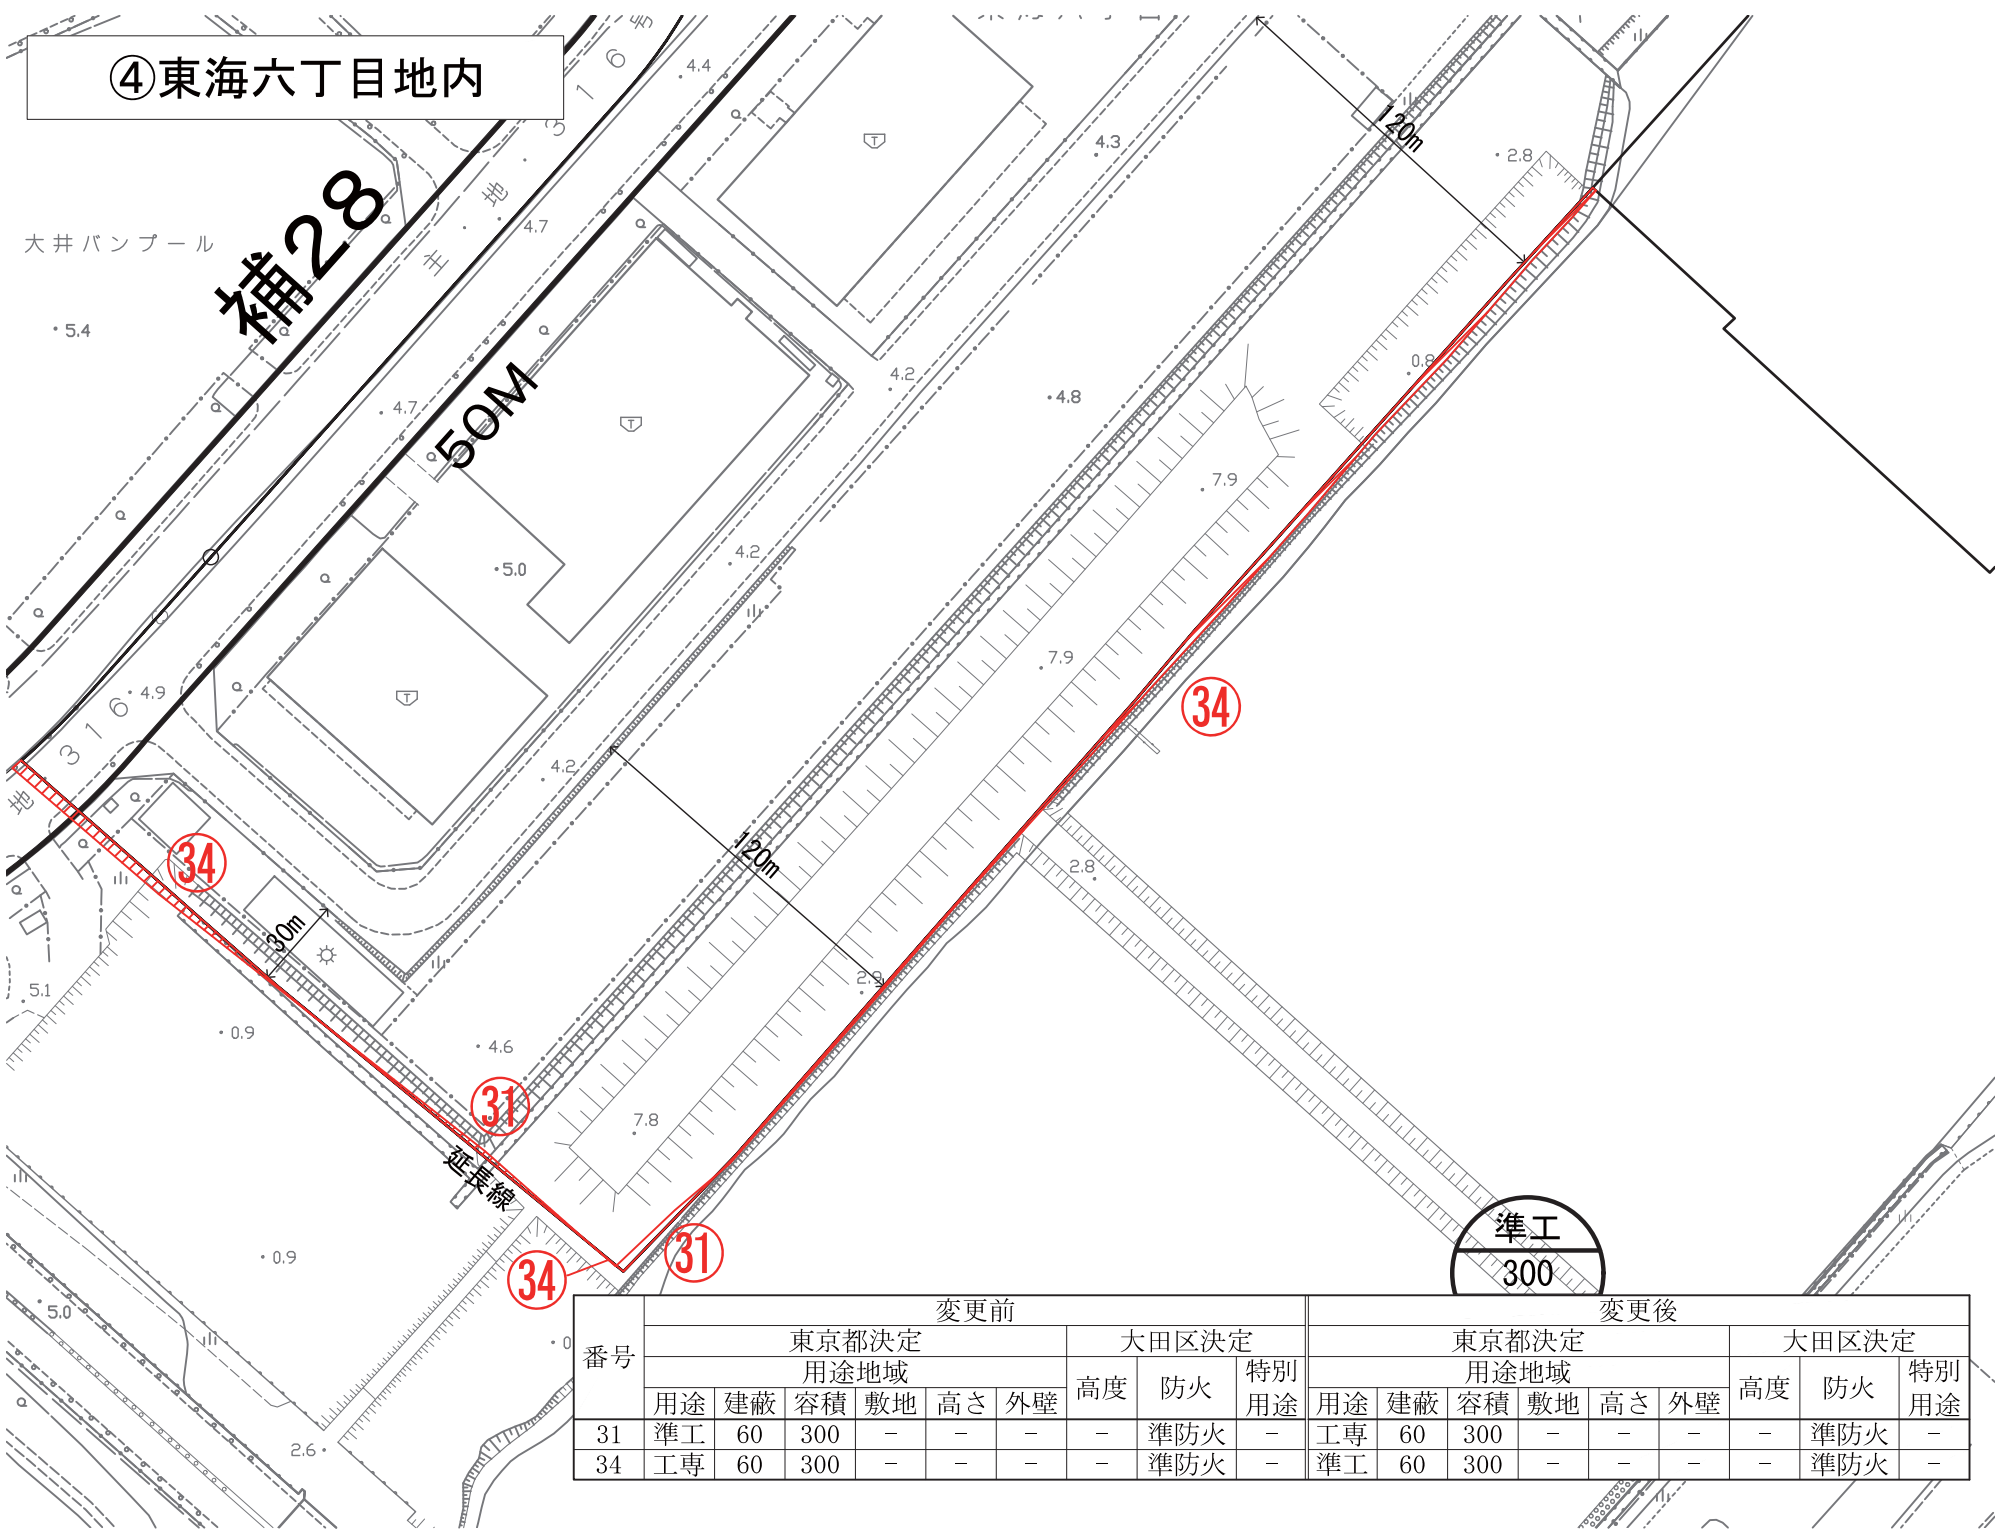 ④東海六丁目地内
東海六丁目
号
316
主・地・
4.4
4.3
120m
2.8
補28
4.7
大井バンプール
5.4
50M
4.7
4.2
4.8
0.8
7.9
5.0
4.2
7.9
316
4.9
地
34
4.2
34
120m
2.8
30m
5.1
2.9
0.9
4.6
31
7.8
延長線
0.9
34
31
準工
300
5.0
2.6
番号 変更前 変更後
東京都決定 大田区決定 東京都決定 大田区決定
用途地域 高度 防火 特別用途 用途地域 高度 防火 特別用途
用途 建蔽 容積 敷地 高さ 外壁 用途 建蔽 容積 敷地 高さ 外壁
31 準工 60 300 − − − − 準防火 − 工専 60 300 − − − − 準防火 −
34 工専 60 300 − − − − 準防火 − 準工 60 300 − − − − 準防火 −